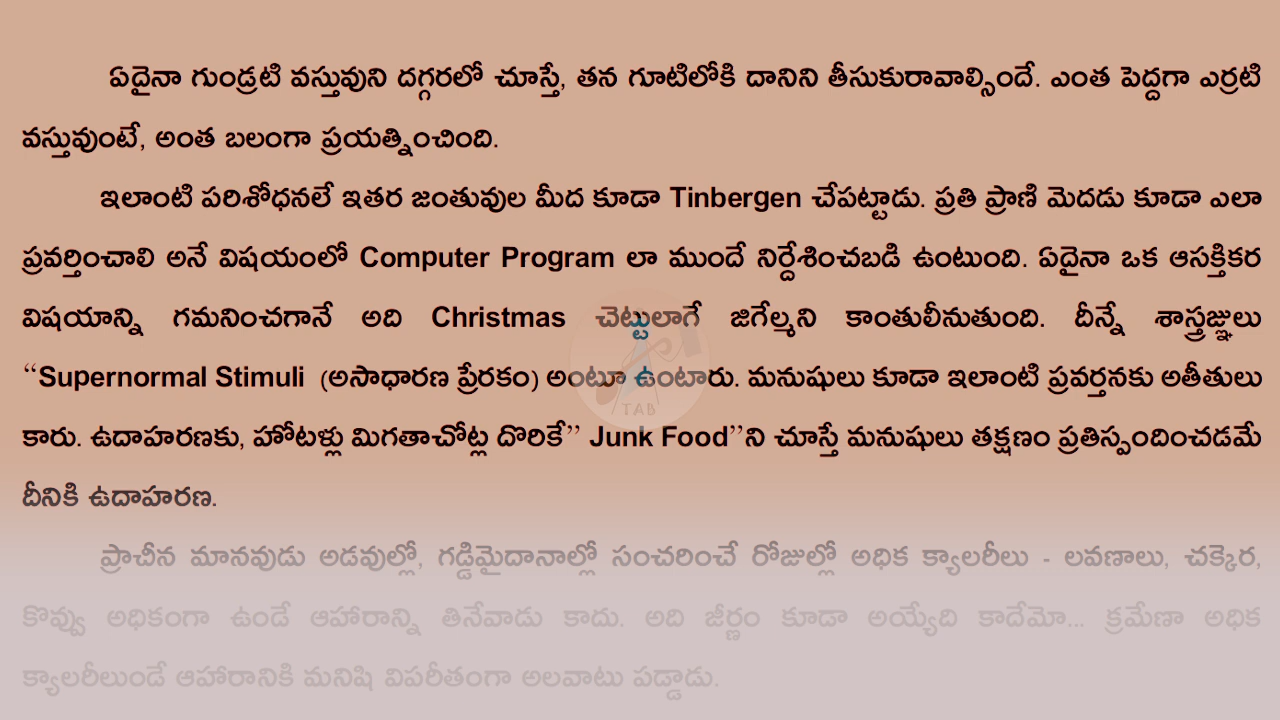 ఏదైనా గుండ్రటి వస్తువుని దగ్గరలో చూస్తే, తన గూటిలోకి దానిని తీసుకురావాల్సిందే. ఎంత పెద్దగా ఎర్రటి
వస్తువుంటే, అంత బలంగా ప్రయత్నించింది.
ఇలాంటి పరిశోధనలే ఇతర జంతువుల మీద కూడా Tinbergen చేపట్టాడు. ప్రతి ప్రాణి మెదడు కూడా ఎలా
ప్రవర్తించాలి అనే విషయంలో Computer Program లా ముందే నిర్దేశించబడి ఉంటుంది. ఏదైనా ఒక ఆసక్తికర
విషయాన్ని గమనించగానే అది Christmas చెట్టులాగే జిగేల్మని కాంతులీనుతుంది. దీన్నే శాస్త్రజ్ఞులు
“Supernormal Stimuli (అసాధారణ ప్రేరకం) అంటూ ఉంటారు. మనుషులు కూడా ఇలాంటి ప్రవర్తనకు అతీతులు
కారు. ఉదాహరణకు, హోటళ్లు మిగతాచోట్ల దొరికే” Junk Food”ని చూస్తే మనుషులు తక్షణం ప్రతిస్పందించడమే
దీనికి ఉదాహరణ.
ప్రాచీన మానవుడు అడవుల్లో, గడ్డిమైదానాల్లో సంచరించే రోజుల్లో అధిక క్యాలరీలు - లవణాలు, చక్కెర,
కొవ్వు అధికంగా ఉండే ఆహారాన్ని తినేవాడు కాదు. అది జీర్ణం కూడా అయ్యేది కాదేమో... క్రమేణా అధిక
క్యాలరీలుండే ఆహారానికి మనిషి విపరీతంగా అలవాటు పడ్డాడు.
TAB